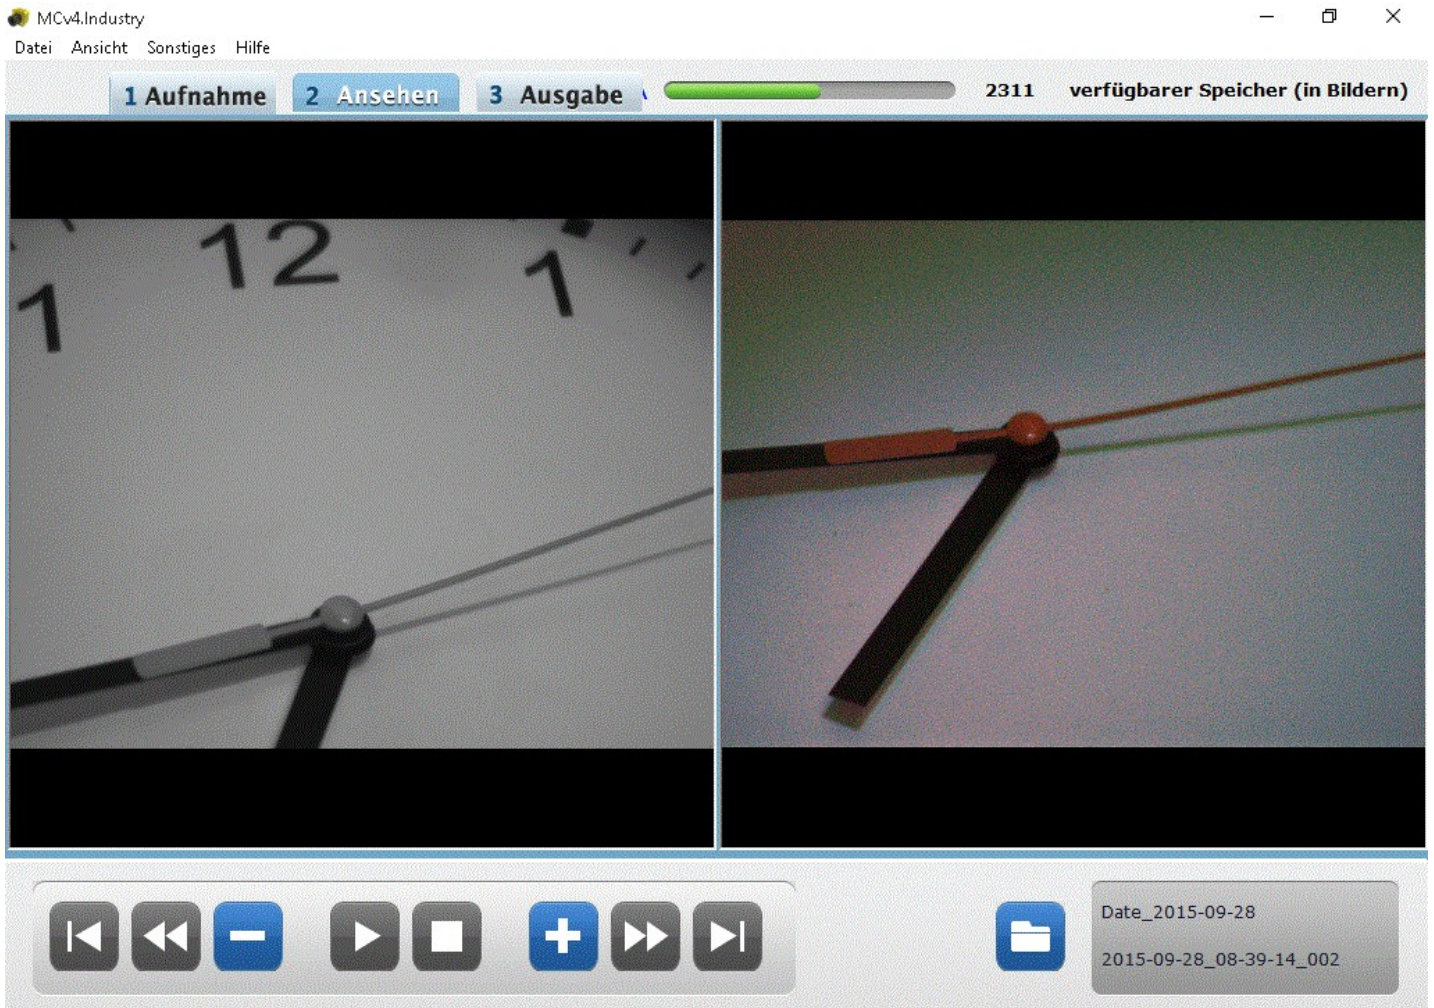 MCv4.Industry
Datei Ansicht Sonstiges Hilfe
1 Aufnahme 2 Ansehen 3 Ausgabe 2311 verfügbarer Speicher (in Bildern)
12
1 1
Date_2015-09-28
2015-09-28_08-39-14_002